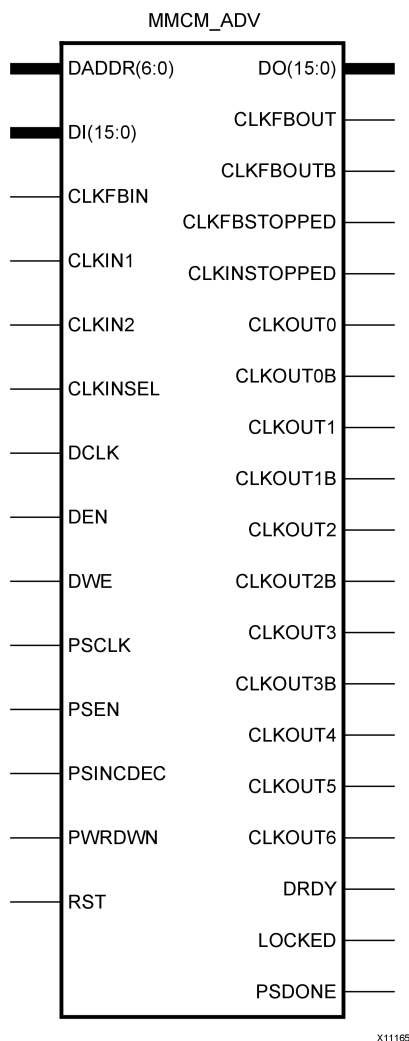 MMCM_ADV
DADDR(6:0)
DI(15:0)
CLKFBIN
CLKIN1
CLKIN2
CLKINSEL
DCLK
DEN
DWE
PSCLK
PSEN
PSINCDEC
PWRDWN
RST
DO(15:0)
CLKFBOUT
CLKFBOUTB
CLKFBSTOPPED
CLKINSTOPPED
CLKOUT0
CLKOUT0B
CLKOUT1
CLKOUT1B
CLKOUT2
CLKOUT2B
CLKOUT3
CLKOUT3B
CLKOUT4
CLKOUT5
CLKOUT6
DRDY
LOCKED
PSDONE
X11165